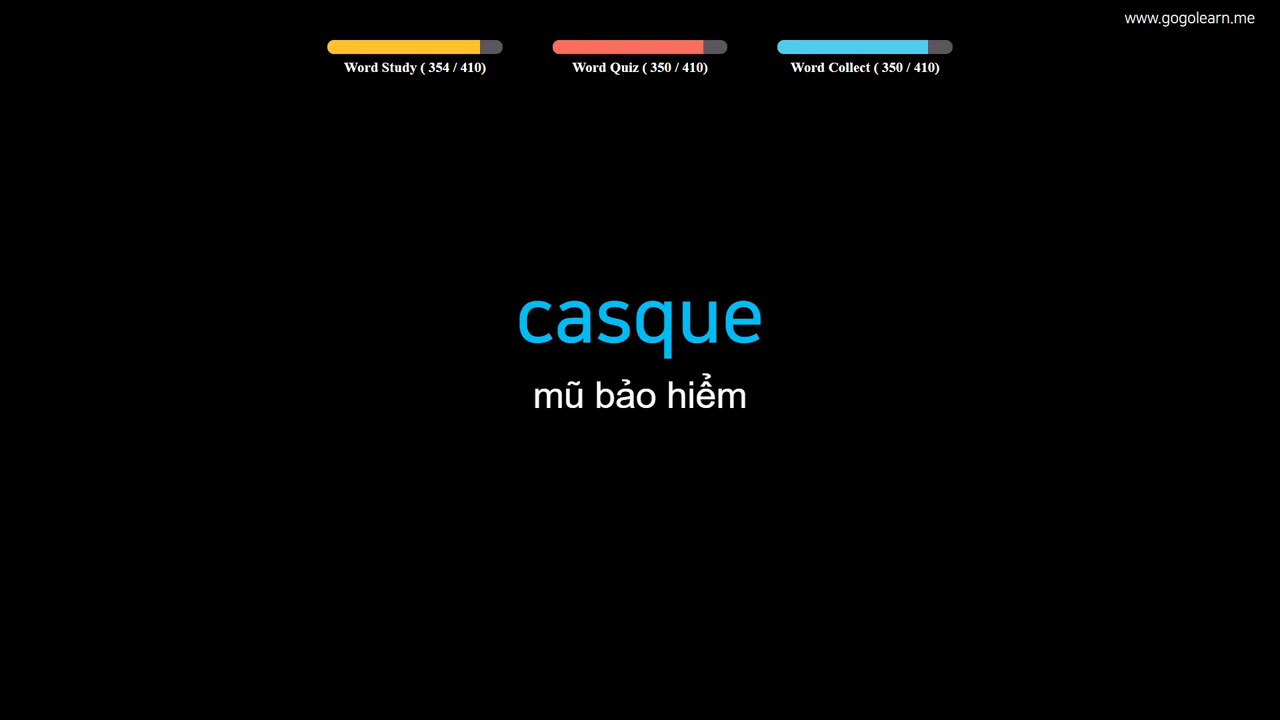 www.gogolearn.me
Word Study ( 354 / 410)
Word Quiz ( 350 / 410)
Word Collect ( 350 / 410)
casque
mũ bảo hiểm